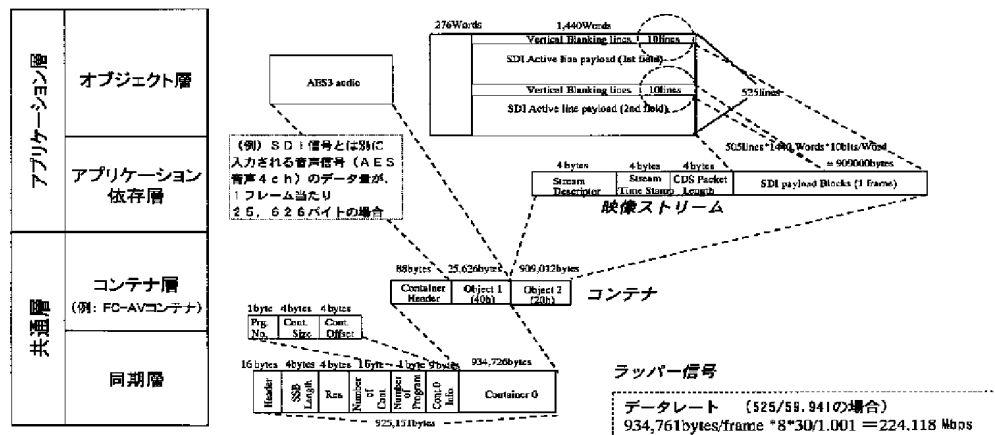 アプリケーション層
オブジェクト層
アプリケーション
依存層
共通層
コンテナ層
(例: FC-AVコンテナ)
同期層
276Words
1,440Words
Vertical Blanking lines
10lines
SDI Active line payload (1st field)
Vertical Blanking lines
10lines
SDI Active line payload (2nd field)
525lines
AES3 audio
(例) SDI信号とは別に
入力される音声信号 (AES
音声4ch) のデータ量が、
1フレーム当たり
25,626バイトの場合
505lines*1440 Words*10bits/Word
= 909000bytes
4bytes
4bytes
4bytes
Stream
Descriptor
Stream
Time Stamp
CDS Packet
Length
SDI payload Blocks (1 frame)
映像ストリーム
88bytes
25,626bytes
909,012bytes
Container
Header
Object 1
(40h)
Object 2
(20h)
コンテナ
1byte
4bytes
4bytes
Prg.
No.
Cont.
Size
Cont.
Offset
16 bytes
4bytes
4 bytes
1byte
1byte
9bytes
934,726bytes
Header
SSB
Length
Res
Number
of
Cont.
Number
of
Program
Cont.0
Info
Container 0
925,151bytes
ラッパー信号
データレート (525/59.94Iの場合)
934,761bytes/frame *8*30/1.001 =224.118 Mbps